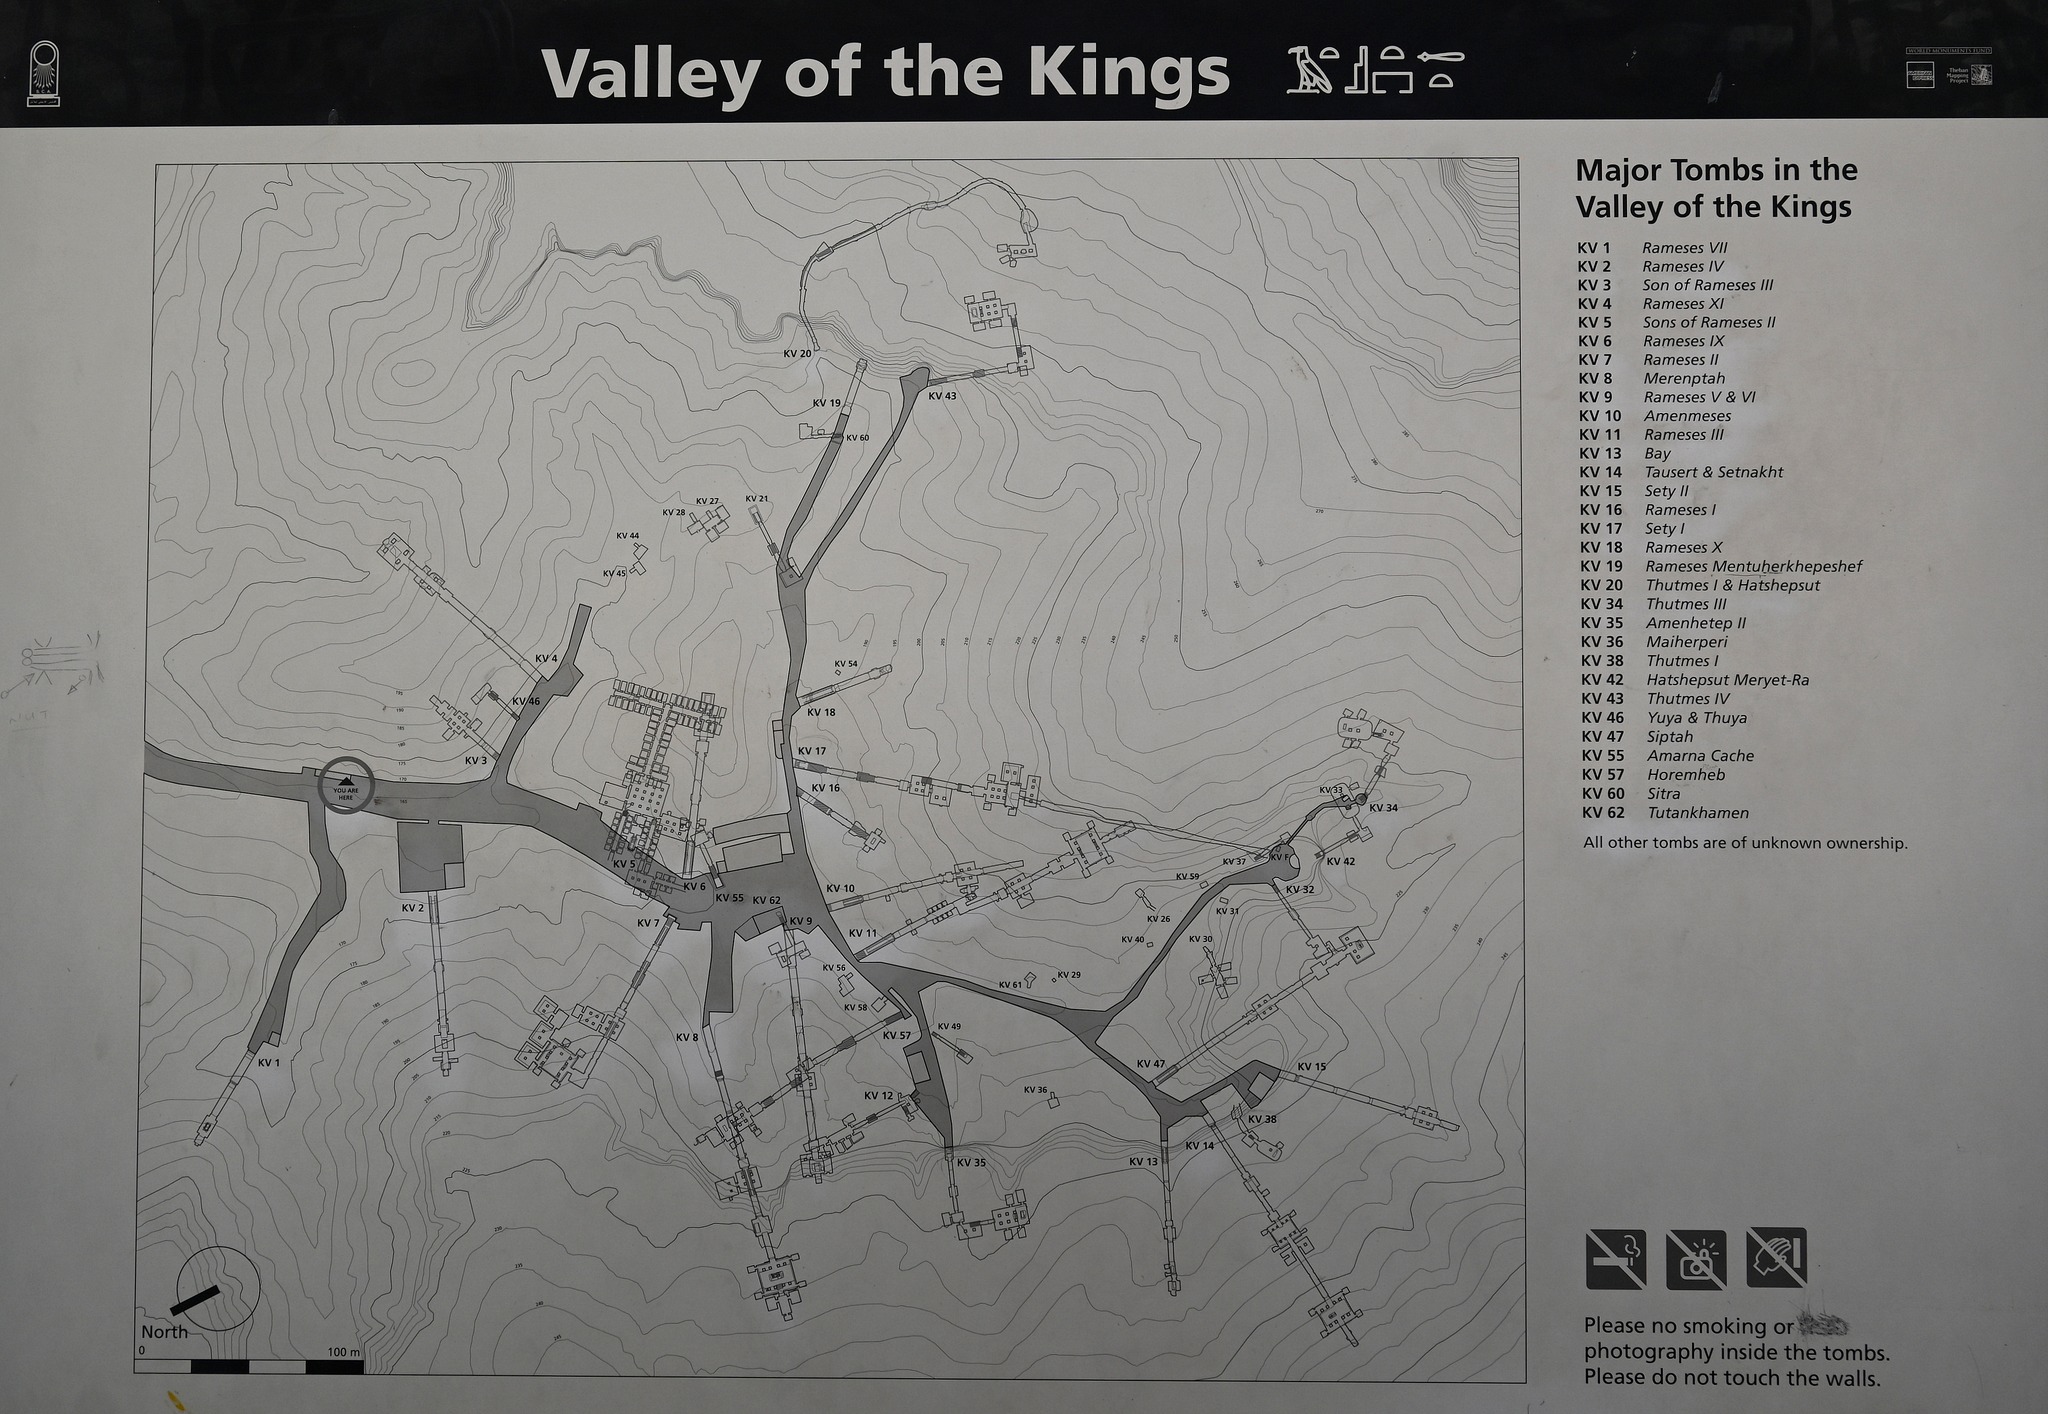 Valley of the Kings
WORLD MONUMENTS FUND
AMERICAN EXPRESS
Theban
Mapping
Project
S.C.A.
Major Tombs in the
Valley of the Kings
KV 1 Rameses VII
KV 2 Rameses IV
KV 3 Son of Rameses III
KV 4 Rameses XI
KV 5 Sons of Rameses II
KV 6 Rameses IX
KV 7 Rameses II
KV 8 Merenptah
KV 9 Rameses V & VI
KV 10 Amenmeses
KV 11 Rameses III
KV 13 Bay
KV 14 Tausert & Setnakht
KV 15 Sety II
KV 16 Rameses I
KV 17 Sety I
KV 18 Rameses X
KV 19 Rameses Mentuherkhepeshef
KV 20 Thutmes I & Hatshepsut
KV 34 Thutmes III
KV 35 Amenhetep II
KV 36 Maiherperi
KV 38 Thutmes I
KV 42 Hatshepsut Meryet-Ra
KV 43 Thutmes IV
KV 46 Yuya & Thuya
KV 47 Siptah
KV 55 Amarna Cache
KV 57 Horemheb
KV 60 Sitra
KV 62 Tutankhamen
All other tombs are of unknown ownership.
KV 20
KV 43
KV 19
KV 60
KV 27
KV 21
KV 28
KV 44
KV 45
KV 4
KV 54
KV 46
KV 18
KV 3
KV 17
KV 16
YOU ARE
HERE
KV 33
KV 34
KV 5
KV 6
KV 37
KV F
KV 42
KV 59
KV 32
KV 10
KV 55
KV 62
KV 2
KV 7
KV 9
KV 26
KV 31
KV 11
KV 40
KV 30
KV 56
KV 61
KV 29
KV 58
KV 49
KV 57
KV 8
KV 1
KV 47
KV 15
KV 36
KV 12
KV 38
KV 14
KV 35
KV 13
North
0 100 m
Please no smoking or
photography inside the tombs.
Please do not touch the walls.